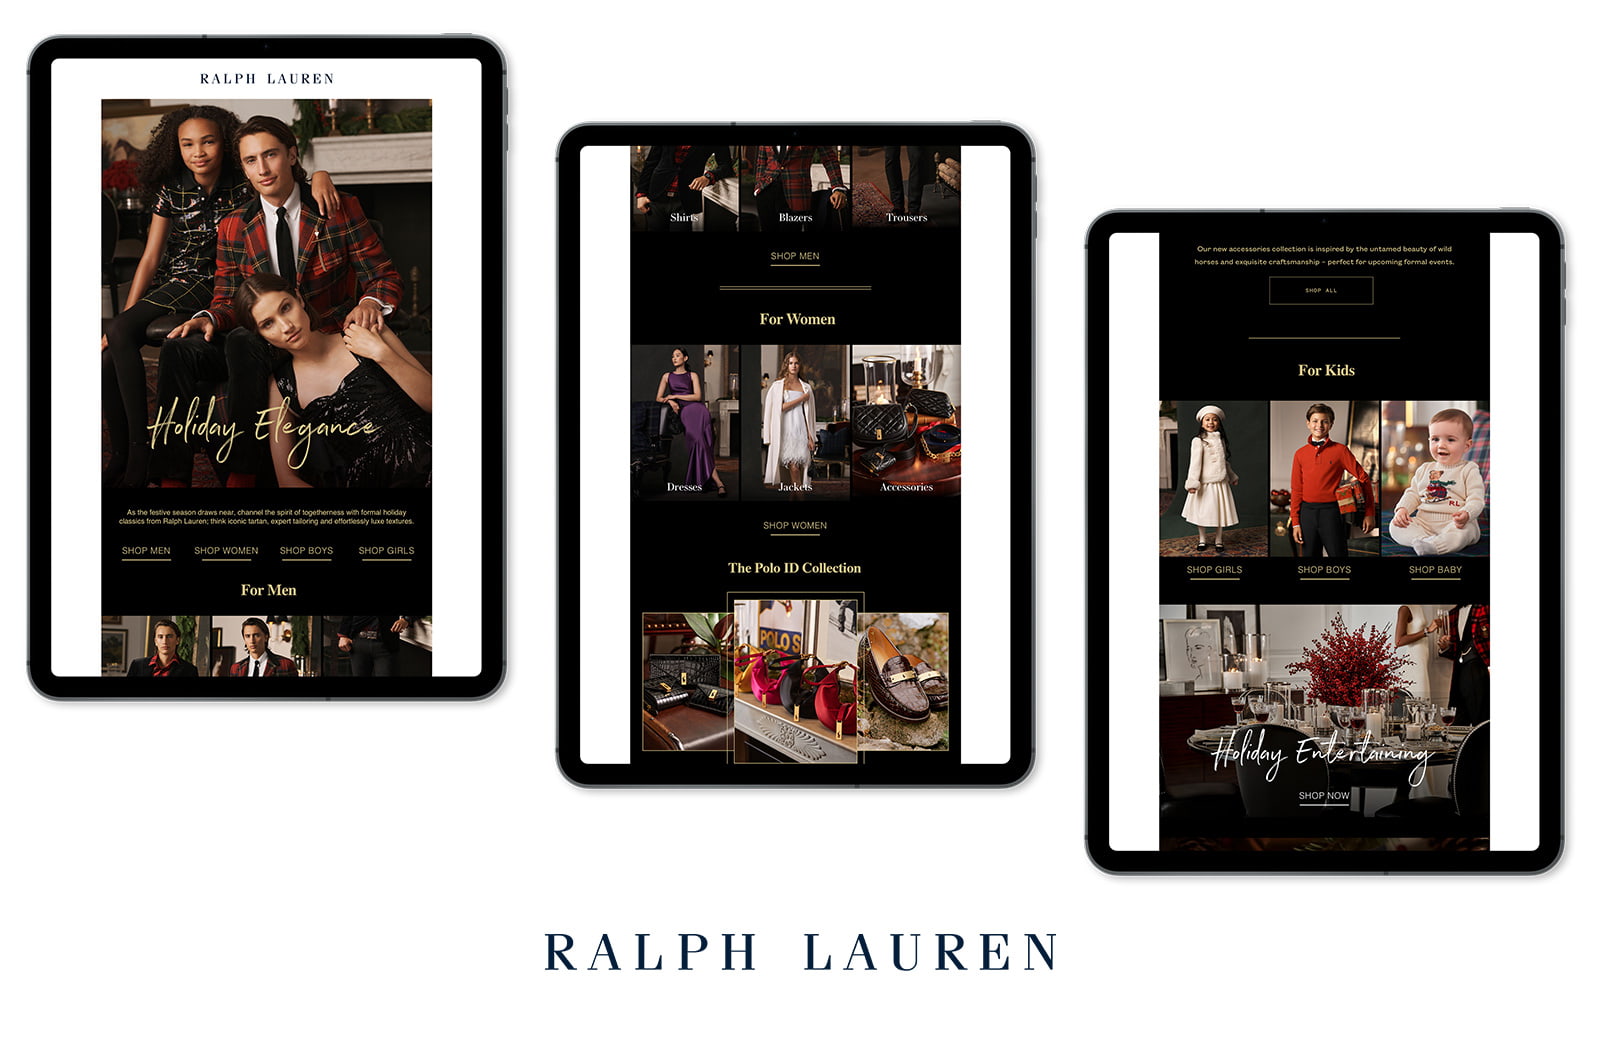 RALPH LAUREN
Holiday Elegance
As the festive season draws near, channel the spirit of togetherness with formal holiday
classics from Ralph Lauren; think iconic tartan, expert tailoring and effortlessly luxe textures.
SHOP MEN SHOP WOMEN SHOP BOYS SHOP GIRLS
For Men
Shirts Blazers Trousers
SHOP MEN
For Women
Dresses Jackets Accessories
SHOP WOMEN
The Polo ID Collection
POLO S
Our new accessories collection is inspired by the untamed beauty of wild
horses and exquisite craftsmanship – perfect for upcoming formal events.
SHOP ALL
For Kids
RL
SHOP GIRLS SHOP BOYS SHOP BABY
Holiday Entertaining
SHOP NOW
RALPH LAUREN